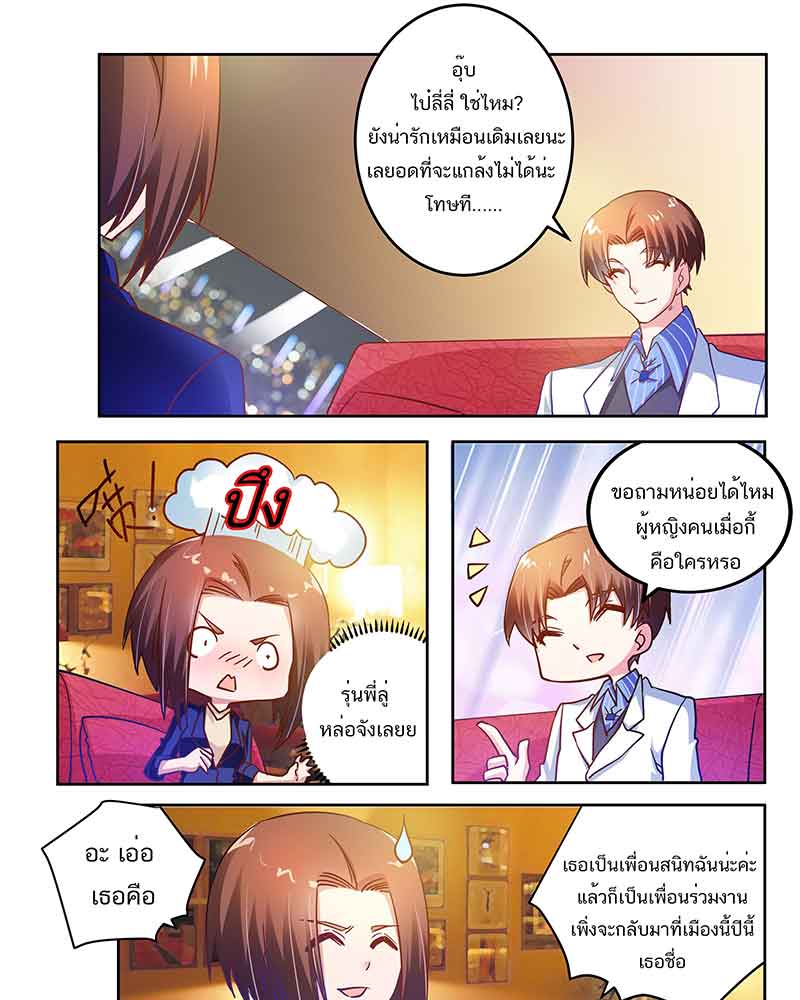 อุ๊บ
ไป๋ลี่ลี่ ใช่ไหม?
ยังน่ารักเหมือนเดิมเลยนะ
เลยอดที่จะแกล้งไม่ได้น่ะ
โทษที......
ปึง
รุ่นพี่ลู่
หล่อจังเลยย
ขอถามหน่อยได้ไหม
ผู้หญิงคนเมื่อกี้
คือใครหรอ
อะ เอ่อ
เธอคือ
เธอเป็นเพื่อนสนิทฉันน่ะค่ะ
แล้วก็เป็นเพื่อนร่วมงาน
เพิ่งจะกลับมาที่เมืองนี้ปีนี้
เธอชื่อ